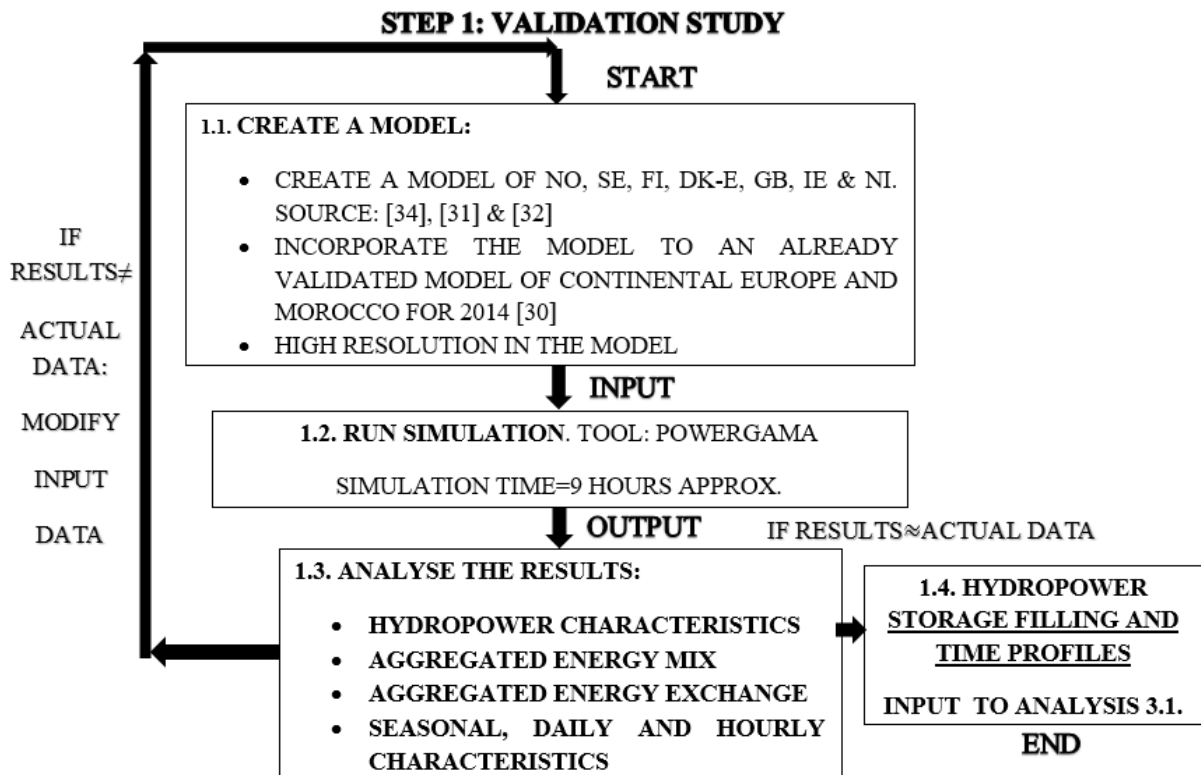 STEP 1: VALIDATION STUDY
START
1.1. CREATE A MODEL:
• CREATE A MODEL OF NO, SE, FI, DK-E, GB, IE & NI.
SOURCE: [34], [31] & [32]
• INCORPORATE THE MODEL TO AN ALREADY
VALIDATED MODEL OF CONTINENTAL EUROPE AND
MOROCCO FOR 2014 [30]
• HIGH RESOLUTION IN THE MODEL
IF
RESULTS≠
ACTUAL
DATA:
MODIFY
INPUT
DATA
INPUT
1.2. RUN SIMULATION. TOOL: POWERGAMA
SIMULATION TIME=9 HOURS APPROX.
OUTPUT
IF RESULTS≈ACTUAL DATA
1.3. ANALYSE THE RESULTS:
• HYDROPOWER CHARACTERISTICS
• AGGREGATED ENERGY MIX
• AGGREGATED ENERGY EXCHANGE
• SEASONAL, DAILY AND HOURLY
CHARACTERISTICS
1.4. HYDROPOWER
STORAGE FILLING AND
TIME PROFILES
INPUT TO ANALYSIS 3.1.
END